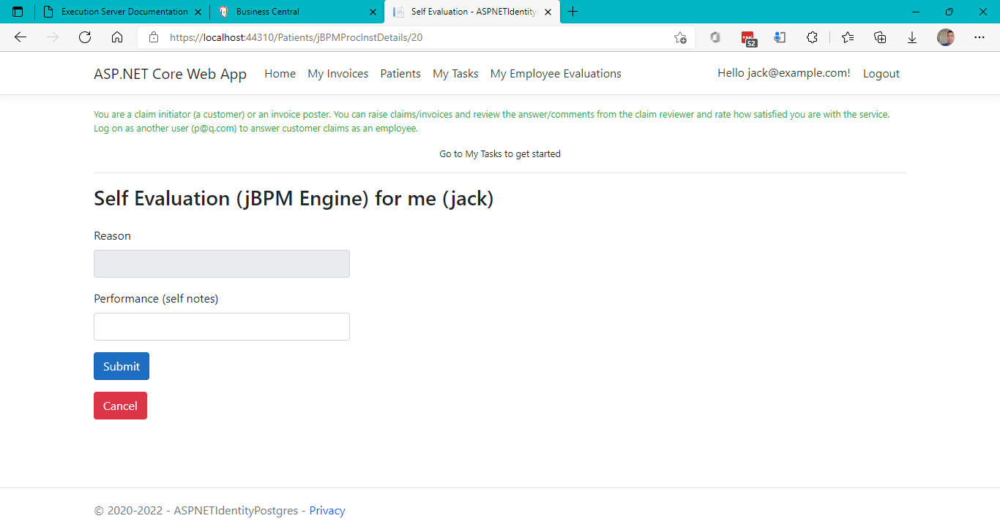 Execution Server Documentation
Business Central
Self Evaluation - ASPNETIdentity
https://localhost:44310/Patients/jBPMProcInstDetails/20
52
ASP.NET Core Web App
Home
My Invoices
Patients
My Tasks
My Employee Evaluations
Hello jack@example.com!
Logout
You are a claim initiator (a customer) or an invoice poster. You can raise claims/invoices and review the answer/comments from the claim reviewer and rate how satisfied you are with the service.
Log on as another user (p@q.com) to answer customer claims as an employee.
Go to My Tasks to get started
Self Evaluation (jBPM Engine) for me (jack)
Reason
Performance (self notes)
Submit
Cancel
© 2020-2022 - ASPNETIdentityPostgres - Privacy